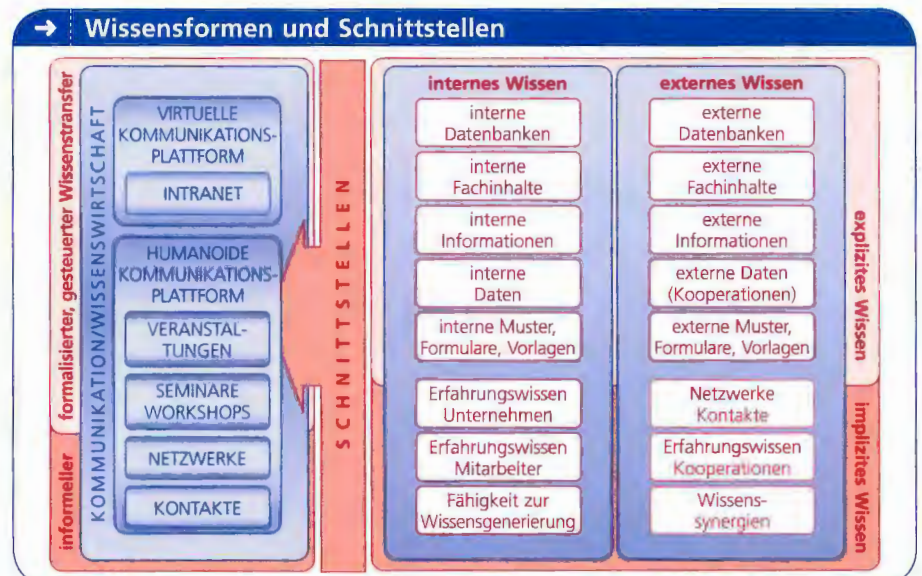 → Wissensformen und Schnittstellen
formalisierter, gesteuerter Wissenstransfer
informeller
KOMMUNIKATION/WISSENSWIRTSCHAFT
VIRTUELLE
KOMMUNIKATIONS-
PLATTFORM
INTRANET
HUMANOIDE
KOMMUNIKATIONS-
PLATTFORM
VERANSTAL-
TUNGEN
SEMINARE
WORKSHOPS
NETZWERKE
KONTAKTE
SCHNITTSTELLEN
internes Wissen
interne
Datenbanken
interne
Fachinhalte
interne
Informationen
interne
Daten
interne Muster,
Formulare, Vorlagen
Erfahrungswissen
Unternehmen
Erfahrungswissen
Mitarbeiter
Fähigkeit zur
Wissensgenerierung
externes Wissen
externe
Datenbanken
externe
Fachinhalte
externe
Informationen
externe Daten
(Kooperationen)
externe Muster,
Formulare, Vorlagen
Netzwerke
Kontakte
Erfahrungswissen
Kooperationen
Wissens-
synergien
explizites Wissen
implizites Wissen